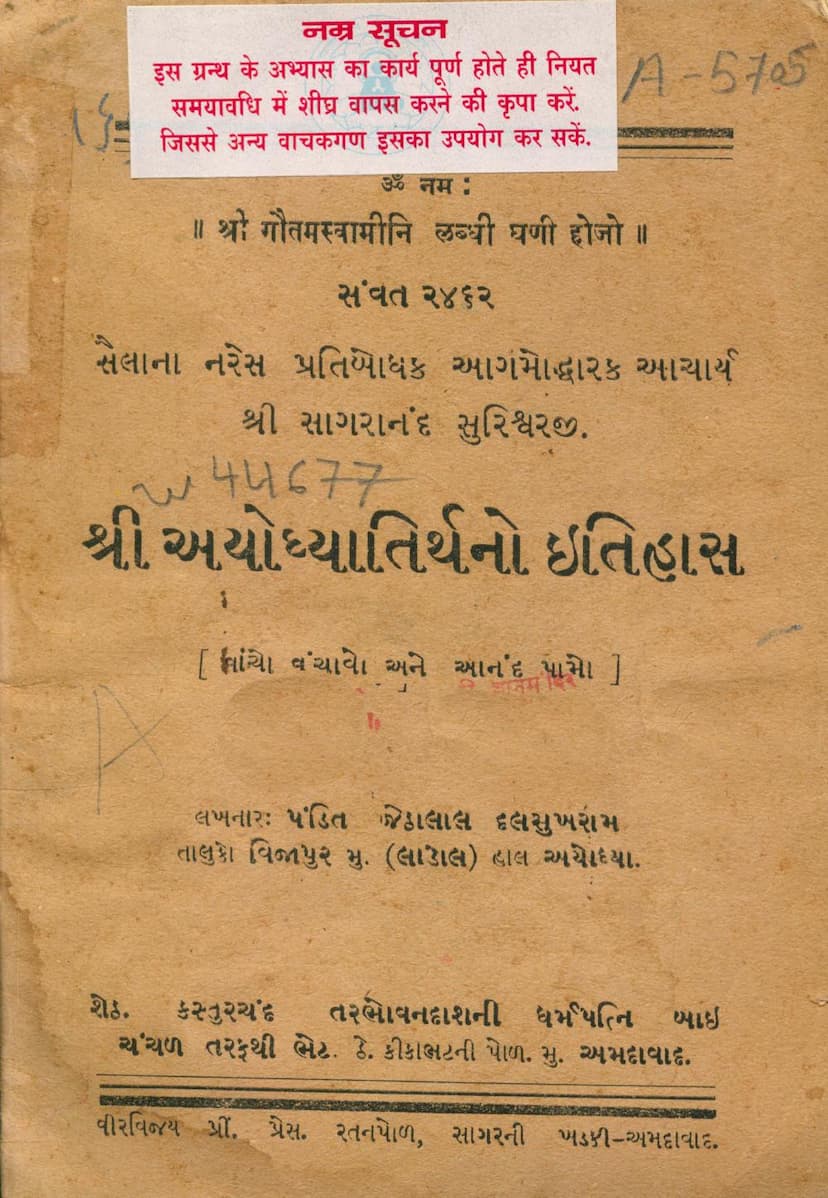 नम्र सूचन
इस ग्रन्थ के अभ्यास का कार्य पूर्ण होते ही नियत
समयावधि में शीघ्र वापस करने की कृपा करें.
जिससे अन्य वाचकगण इसका उपयोग कर सकें.
A-5705
ॐ नमः
॥ શ્રી ગૌતમસ્વામીનિ લબ્ધી ઘણી હોજો ॥
સંવત ૨૪૬૨
સૈલાના નરેસ પ્રતિબોધક આગમોદ્ધારક આચાર્ય
શ્રી સાગરાનંદ સુરિશ્વરજી.
44677
શ્રી અયોધ્યાતિર્થનો ઇતિહાસ
[ વાંચો વંચાવો અને આનંદ પામો ]
A
લખનારઃ પંડિત જેઠાલાલ દલસુખરામ
તાલુકો વિજાપુર મુ. (લાડોલ) હાલ અયોધ્યા.
શેઠ. કસ્તુરચંદ તરભોવનદાશની ધર્મપત્નિ બાઇ
ચંચળ તરફથી ભેટ. ઠે. કીકાભટની પોળ. મુ. અમદાવાદ.
વીરવિજય પ્રીં. પ્રેસ. રતનપોળ, સાગરની ખડકી-અમદાવાદ.